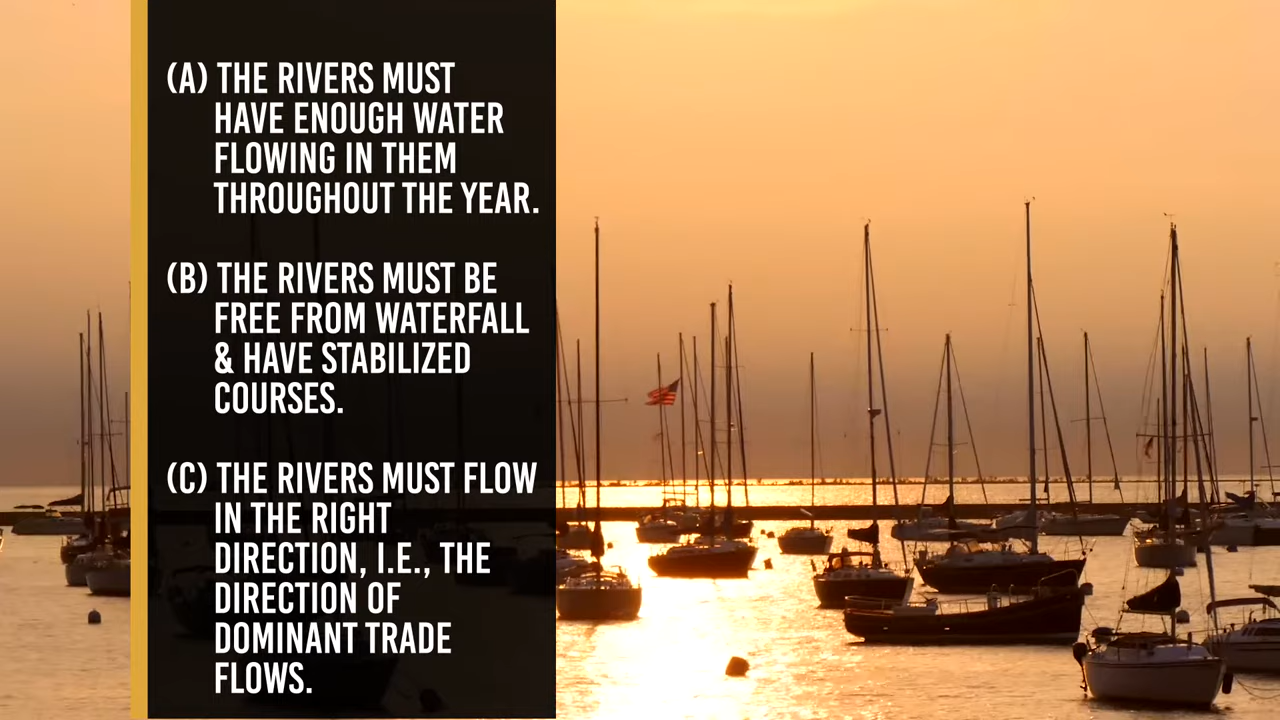 (A) THE RIVERS MUST
HAVE ENOUGH WATER
FLOWING IN THEM
THROUGHOUT THE YEAR.
(B) THE RIVERS MUST BE
FREE FROM WATERFALL
& HAVE STABILIZED
COURSES.
(C) THE RIVERS MUST FLOW
IN THE RIGHT
DIRECTION, I.E., THE
DIRECTION OF
DOMINANT TRADE
FLOWS.